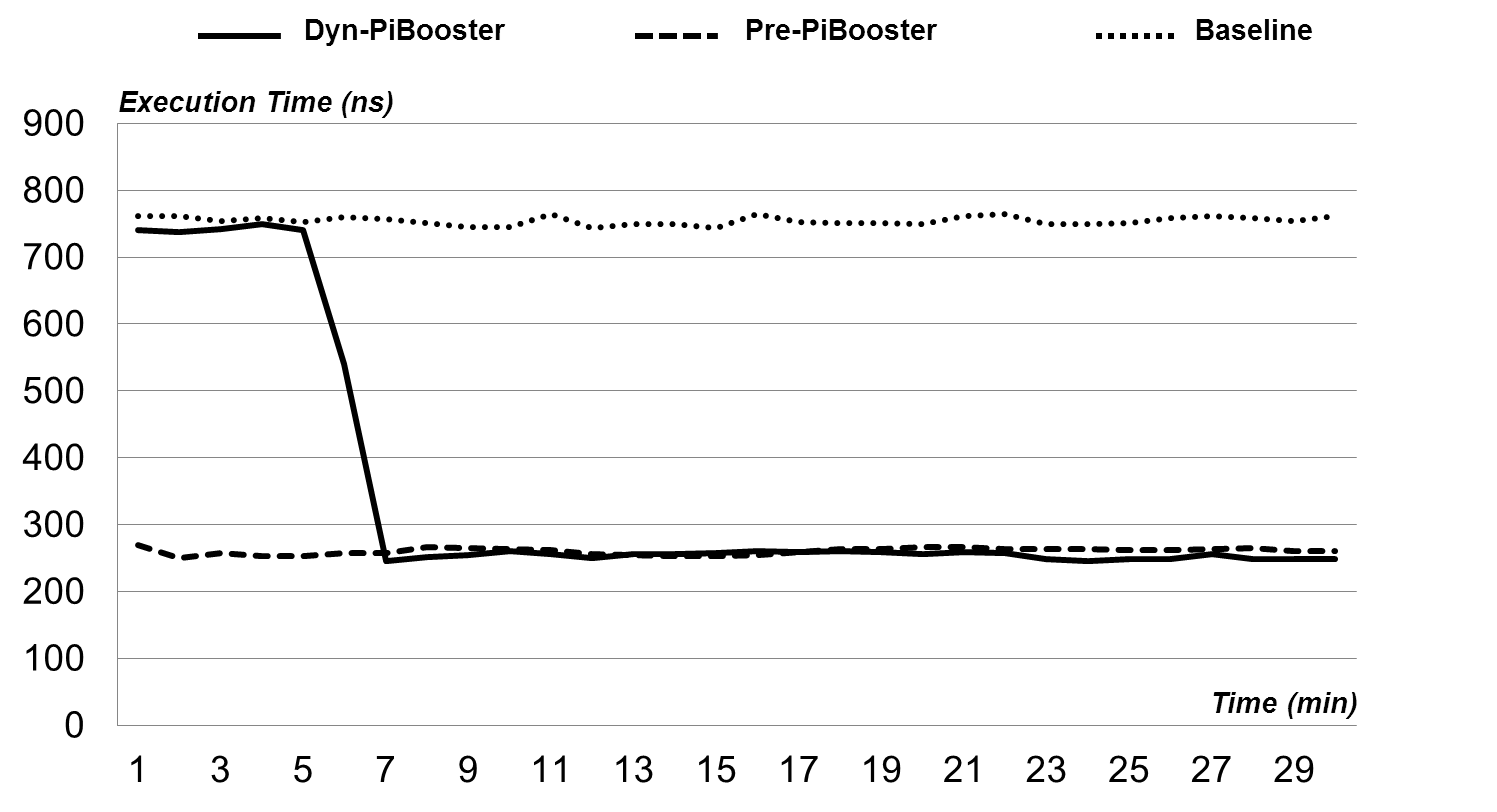 Dyn-PiBooster Pre-PiBooster Baseline
Execution Time (ns)
900
800
700
600
500
400
300
200
100
Time (min)
0
1 3 5 7 9 11 13 15 17 19 21 23 25 27 29